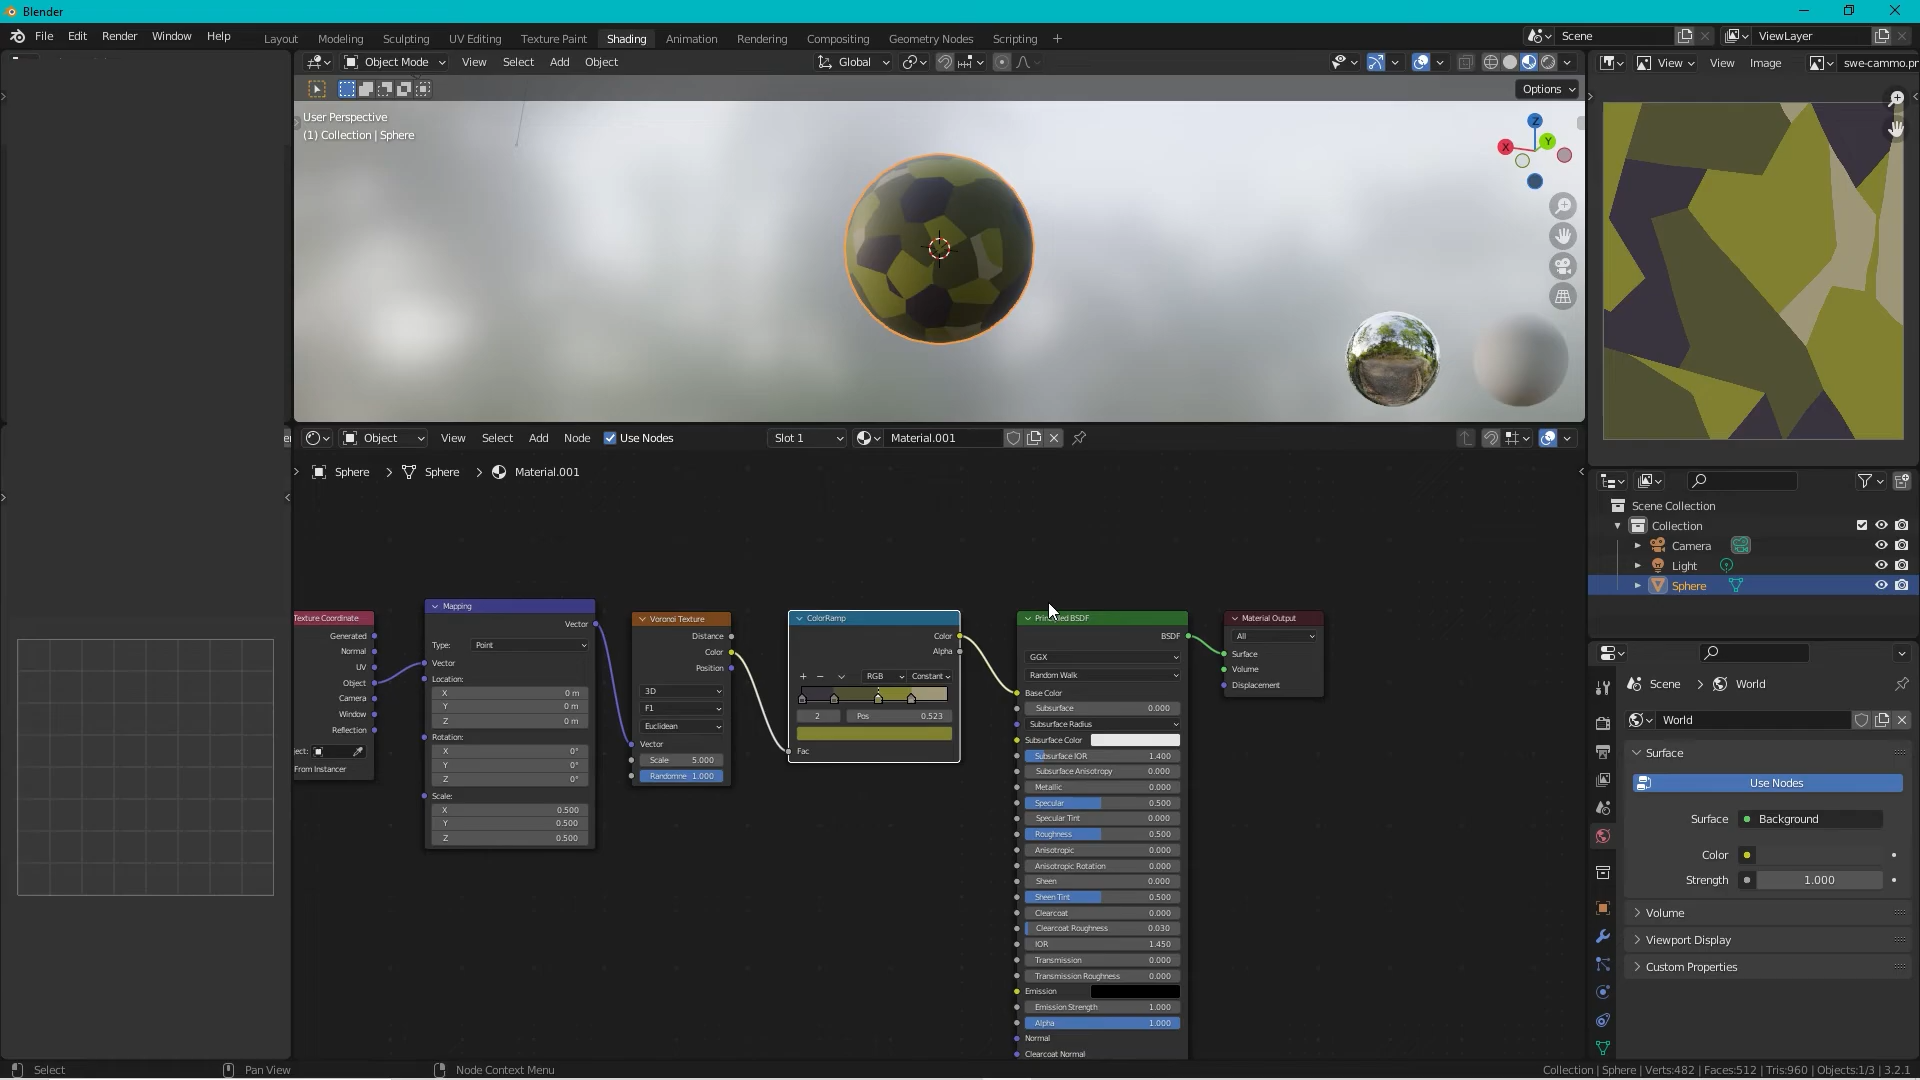 Blender
File Edit Render Window Help
Layout Modeling Sculpting UV Editing Texture Paint Shading Animation Rendering Compositing Geometry Nodes Scripting +
Scene
ViewLayer
Object Mode View Select Add Object
Global
Options
View View Image swe-cammo.pr
User Perspective
(1) Collection | Sphere
Z
Y
X
Object View Select Add Node Use Nodes
Slot 1
Material.001
Sphere > Sphere > Material.001
Texture Coordinate
Generated
Normal
UV
Object
Camera
Window
Reflection
ject:
From Instancer
Mapping
Vector
Type: Point
Vector
Location:
X 0 m
Y 0 m
Z 0 m
Rotation:
X 0°
Y 0°
Z 0°
Scale:
X 0.500
Y 0.500
Z 0.500
Voronoi Texture
Distance
Color
Position
3D
F1
Euclidean
Vector
Scale 5.000
Randomne 1.000
ColorRamp
Color
Alpha
+ − RGB Constant
2 Pos 0.523
Fac
BSDF
BSDF
GGX
Random Walk
Base Color
Subsurface 0.000
Subsurface Radius
Subsurface Color
Subsurface IOR 1.400
Subsurface Anisotropy 0.000
Metallic 0.000
Specular 0.500
Specular Tint 0.000
Roughness 0.500
Anisotropic 0.000
Anisotropic Rotation 0.000
Sheen 0.000
Sheen Tint 0.500
Clearcoat 0.000
Clearcoat Roughness 0.030
IOR 1.450
Transmission 0.000
Transmission Roughness 0.000
Emission
Emission Strength 1.000
Alpha 1.000
Normal
Clearcoat Normal
Material Output
All
Surface
Volume
Displacement
Scene Collection
Collection
Camera
Light
Sphere
Scene > World
World
Surface
Use Nodes
Surface Background
Color
Strength 1.000
Volume
Viewport Display
Custom Properties
Select
Pan View
Node Context Menu
Collection | Sphere | Verts:482 | Faces:512 | Tris:960 | Objects:1/3 | 3.2.1